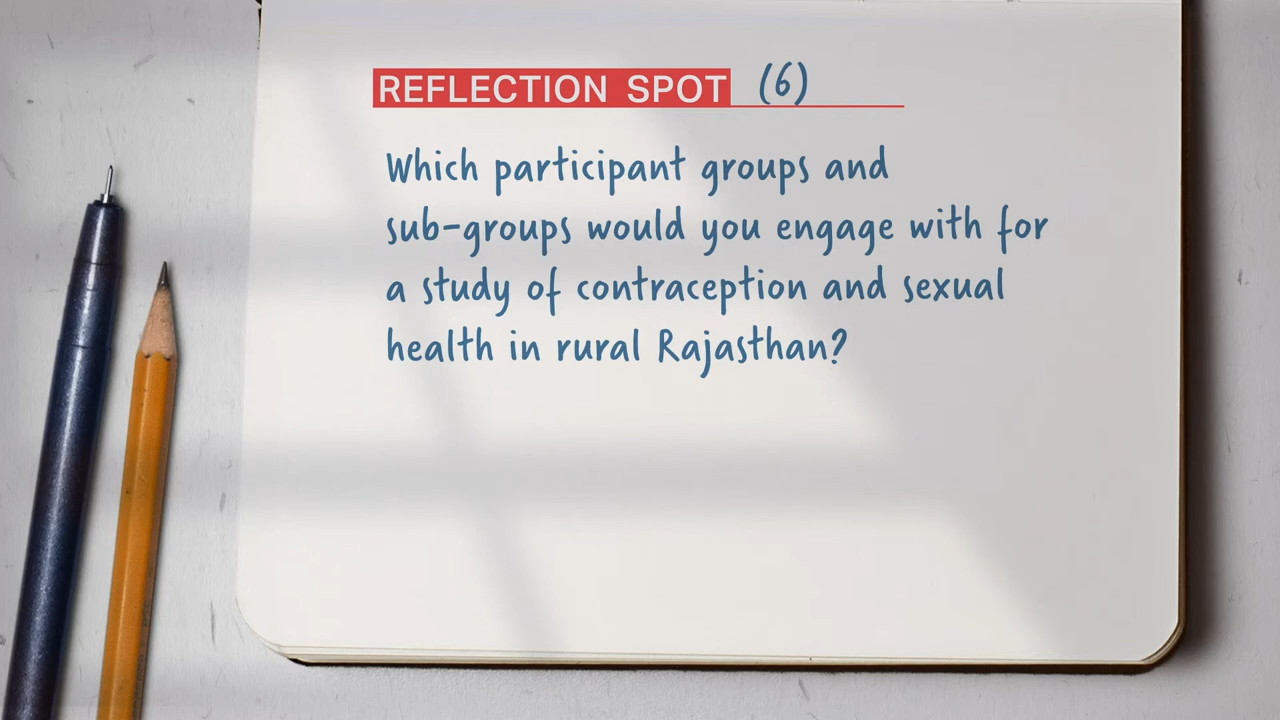 REFLECTION SPOT (6)
Which participant groups and
sub-groups would you engage with for
a study of contraception and sexual
health in rural Rajasthan?